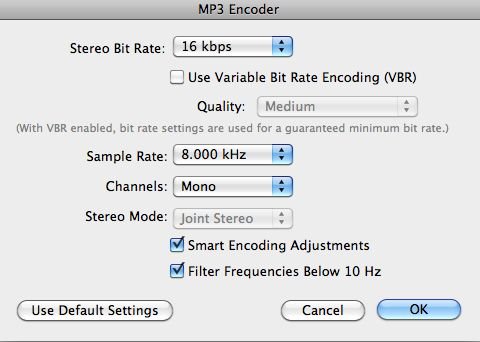 MP3 Encoder
Stereo Bit Rate: 16 kbps
Use Variable Bit Rate Encoding (VBR)
Quality: Medium
(With VBR enabled, bit rate settings are used for a guaranteed minimum bit rate.)
Sample Rate: 8.000 kHz
Channels: Mono
Stereo Mode: Joint Stereo
Smart Encoding Adjustments
Filter Frequencies Below 10 Hz
Use Default Settings Cancel OK